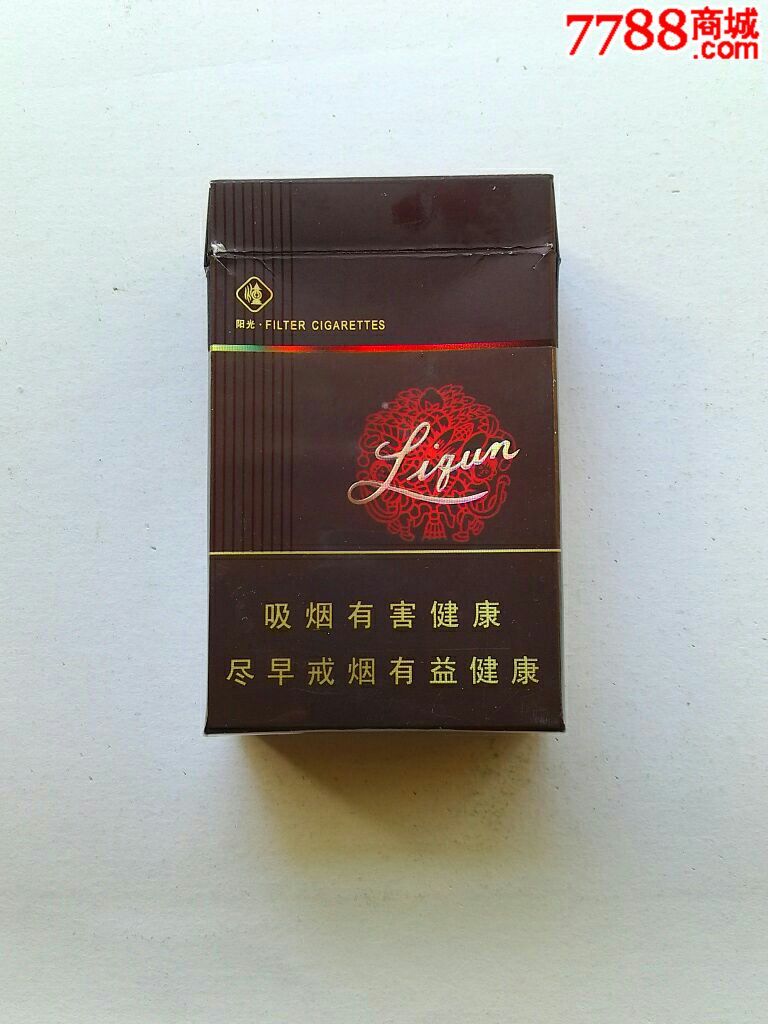 7788商城
.com
阳光·FILTER CIGARETTES
Liqun
吸烟有害健康
尽早戒烟有益健康